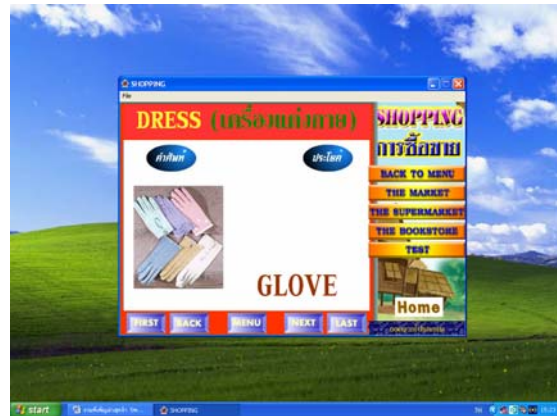 SHOPPING
File
DRESS (เครื่องแต่งกาย)
คำศัพท์
ประโยค
GLOVE
FIRST
BACK
MENU
NEXT
LAST
SHOPPING
การซื้อขาย
BACK TO MENU
THE MARKET
THE SUPERMARKET
THE BOOKSTORE
TEST
Home
start
SHOPPING